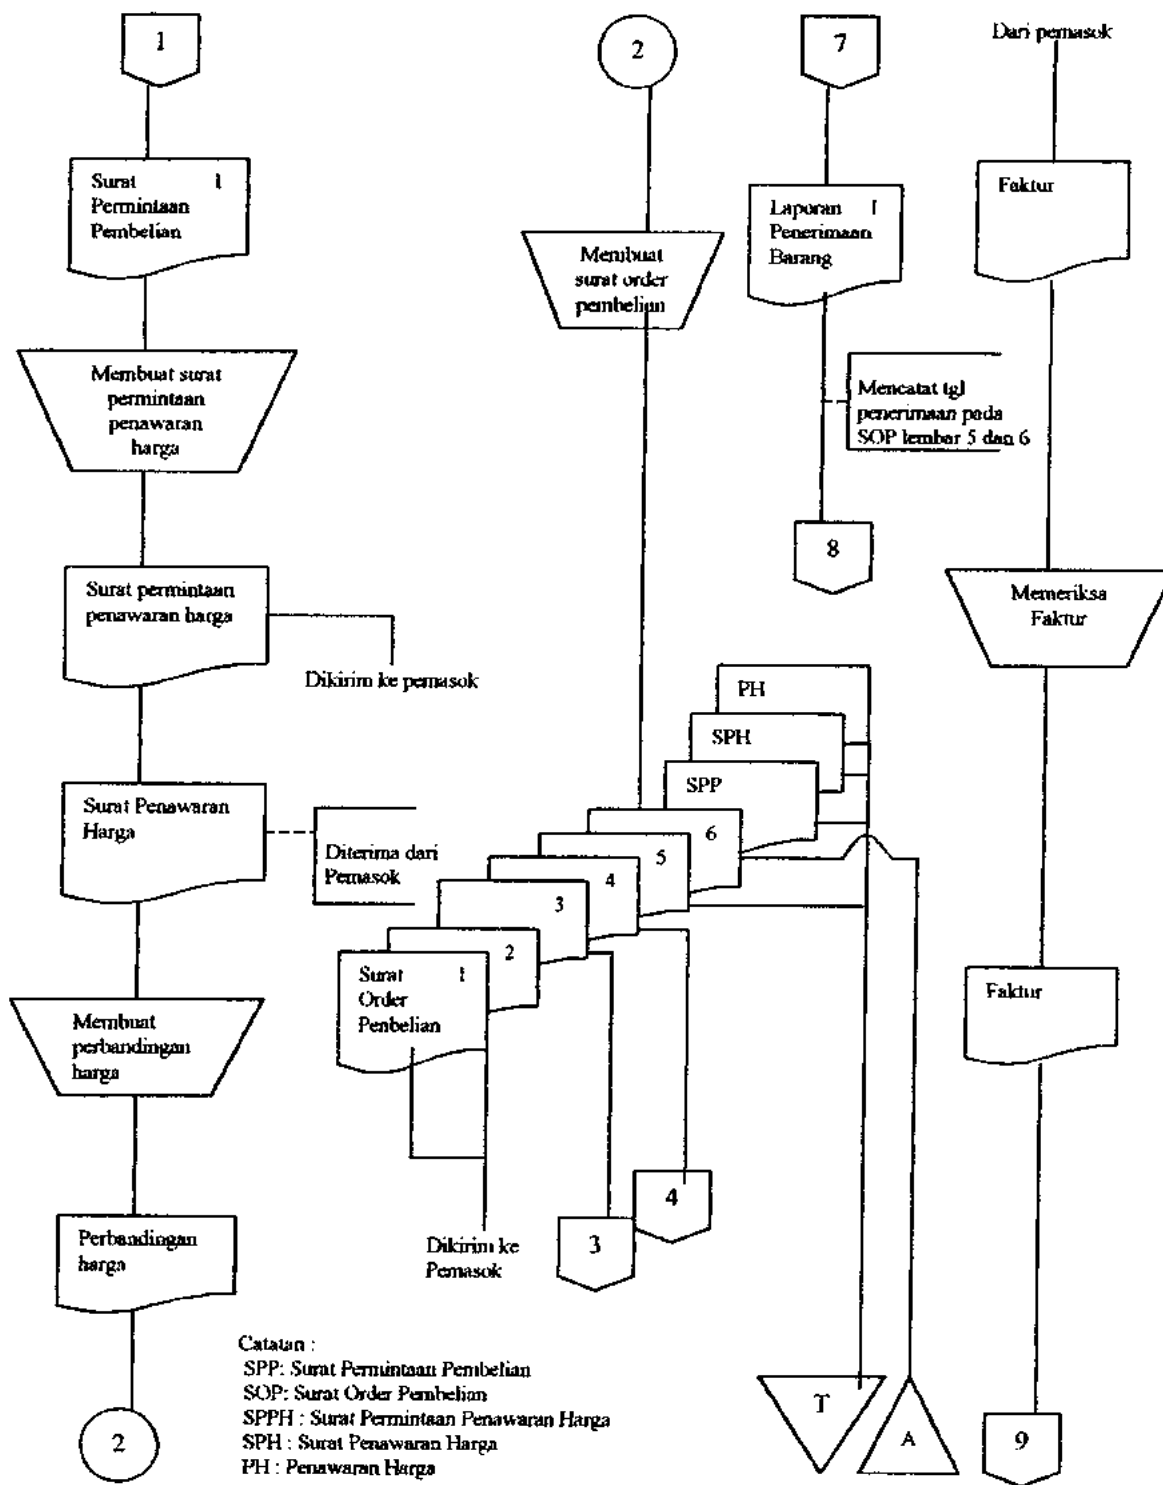 1
Surat 1
Permintaan
Pembelian
Membuat surat
permintaan
penawaran
harga
Surat permintaan
penawaran harga
Dikirim ke pemasok
Surat Penawaran
Harga
Diterima dari
Pemasok
Membuat
perbandingan
harga
Perbandingan
harga
2
2
Membuat
surat order
pembelian
PH
SPH
SPP
6
5
4
3
2
Surat 1
Order
Penbelian
Dikirim ke
Pemasok
3
4
T
A
7
Laporan 1
Penerimaan
Barang
Mencatat tgl
penerimaan pada
SOP lembar 5 dan 6
8
Dari pemasok
Faktur
Memeriksa
Faktur
Faktur
9
Catatan :
SPP: Surat Permintaan Pembelian
SOP: Surat Order Pembelian
SPPH : Surat Permintaan Penawaran Harga
SPH : Surat Penawaran Harga
PH : Penawaran Harga